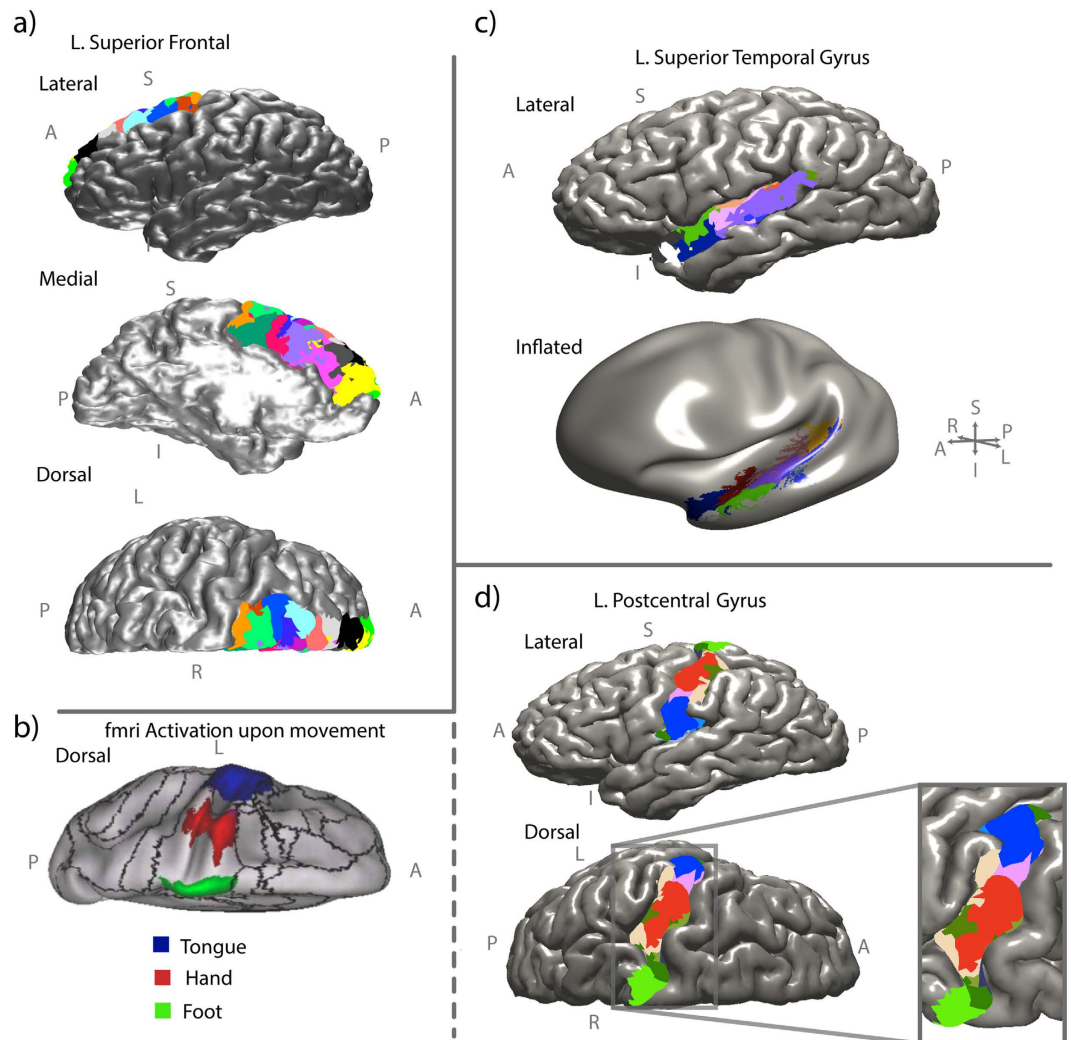 a)
L. Superior Frontal
Lateral
S
A
P
I
Medial
S
P
A
I
Dorsal
L
P
A
R
b)
fmri Activation upon movement
Dorsal
L
P
A
Tongue
Hand
Foot
c)
L. Superior Temporal Gyrus
Lateral
S
A
P
I
Inflated
S
R
P
A
L
I
d)
L. Postcentral Gyrus
S
Lateral
A
P
I
Dorsal
L
P
A
R